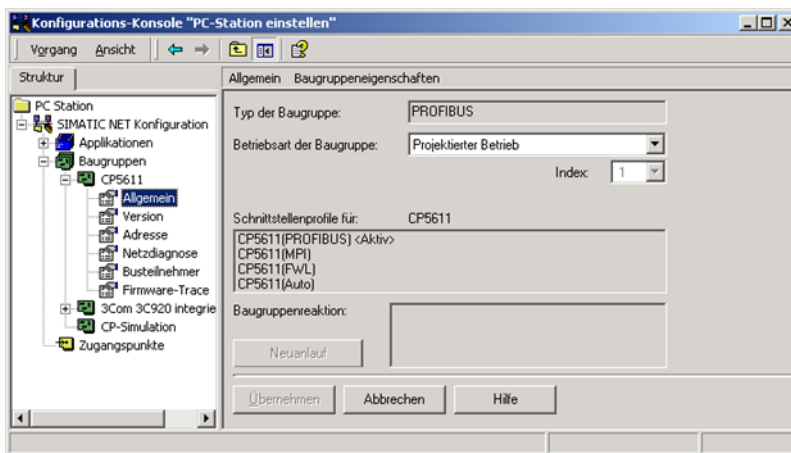 Konfigurations-Konsole "PC-Station einstellen"
Vorgang Ansicht
Struktur
Allgemein Baugruppeneigenschaften
PC Station
SIMATIC NET Konfiguration
Applikationen
Baugruppen
CP5611
Allgemein
Version
Adresse
Netzdiagnose
Busteilnehmer
Firmware-Trace
3Com 3C920 integrie
CP-Simulation
Zugangspunkte
Typ der Baugruppe: PROFIBUS
Betriebsart der Baugruppe: Projektierter Betrieb
Index: 1
Schnittstellenprofile für: CP5611
CP5611(PROFIBUS) <Aktiv>
CP5611(MPI)
CP5611(FWL)
CP5611(Auto)
Baugruppenreaktion:
Neuanlauf
Übernehmen Abbrechen Hilfe